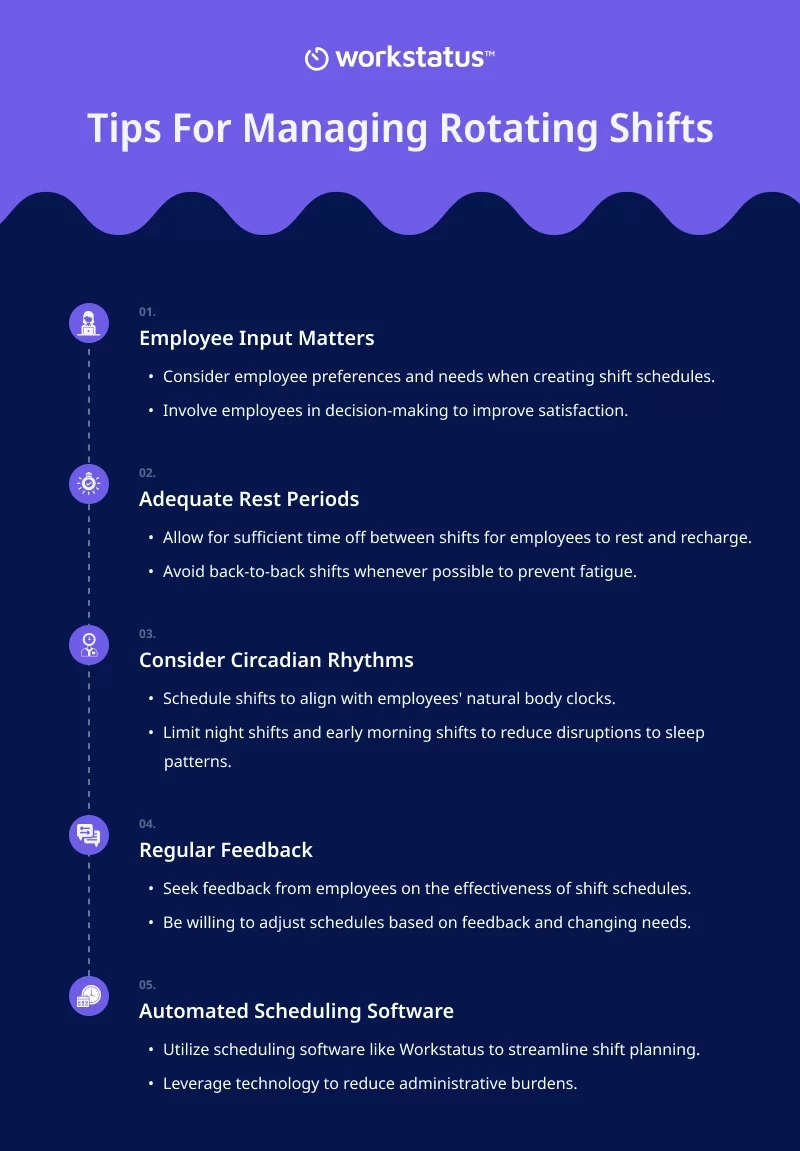 workstatus™
Tips For Managing Rotating Shifts
01.
Employee Input Matters
• Consider employee preferences and needs when creating shift schedules.
• Involve employees in decision-making to improve satisfaction.
02.
Adequate Rest Periods
• Allow for sufficient time off between shifts for employees to rest and recharge.
• Avoid back-to-back shifts whenever possible to prevent fatigue.
03.
Consider Circadian Rhythms
• Schedule shifts to align with employees' natural body clocks.
• Limit night shifts and early morning shifts to reduce disruptions to sleep
patterns.
04.
Regular Feedback
• Seek feedback from employees on the effectiveness of shift schedules.
• Be willing to adjust schedules based on feedback and changing needs.
05.
Automated Scheduling Software
• Utilize scheduling software like Workstatus to streamline shift planning.
• Leverage technology to reduce administrative burdens.